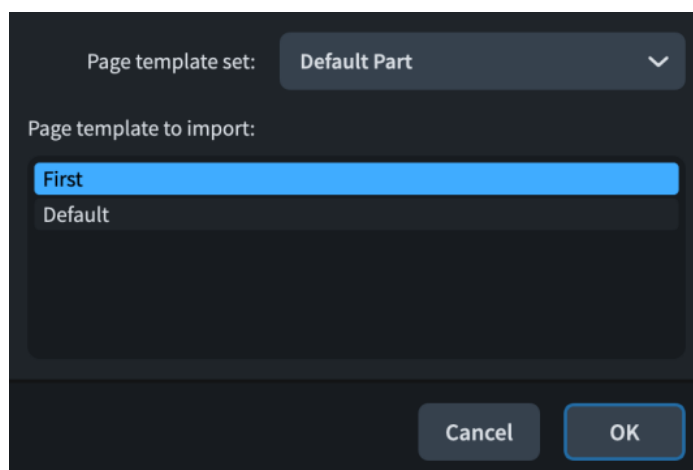 Page template set: Default Part
Page template to import:
First
Default
Cancel OK